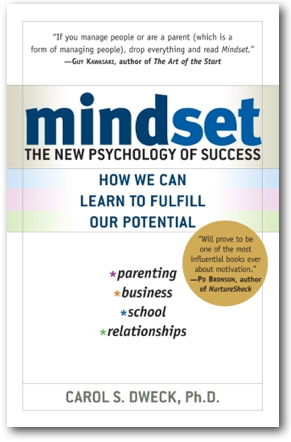 "If you manage people or are a parent (which is a
form of managing people), drop everything and read Mindset."
—GUY KAWASAKI, author of The Art of the Start
mindset
THE NEW PSYCHOLOGY OF SUCCESS
HOW WE CAN
LEARN TO FULFILL
OUR POTENTIAL
*parenting
*business
*school
*relationships
"Will prove to be
one of the most
influential books ever
about motivation."
—PO BRONSON, author
of NurtureShock
CAROL S. DWECK, Ph.D.